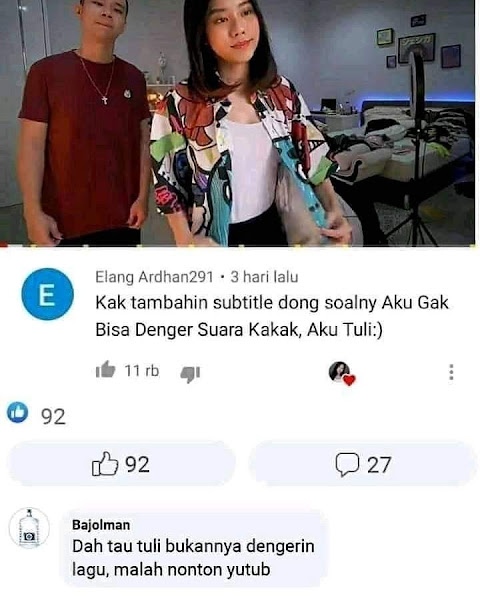 Elang Ardhan291 • 3 hari lalu
Kak tambahin subtitle dong soalny Aku Gak
Bisa Denger Suara Kakak, Aku Tuli:)
11 rb
92
92
27
Bajolman
Dah tau tuli bukannya dengerin
lagu, malah nonton yutub